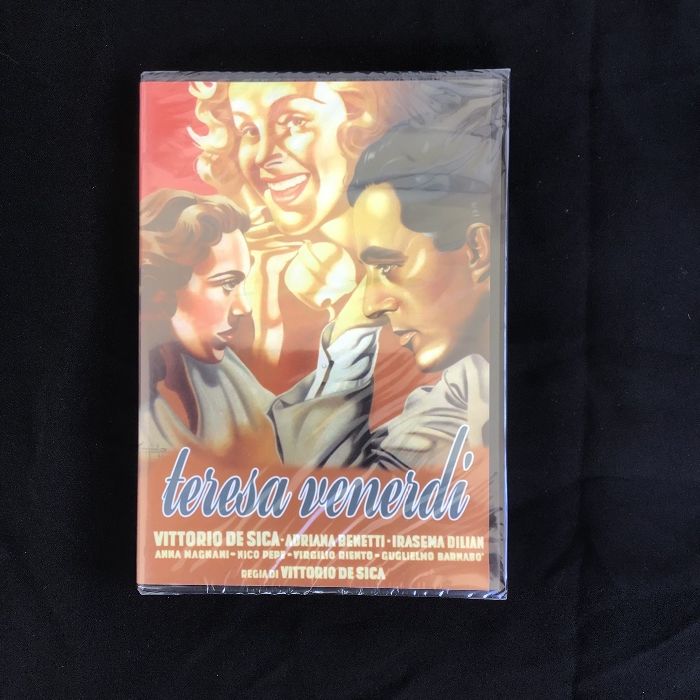 teresa venerdi
VITTORIO DE SICA - ADRIANA BENETTI - IRASEMA DILIAN
ANNA MAGNANI - NICO PEPE - VIRGILIO RIENTO - GUGLIELMO BARNABO'
REGIA DI VITTORIO DE SICA